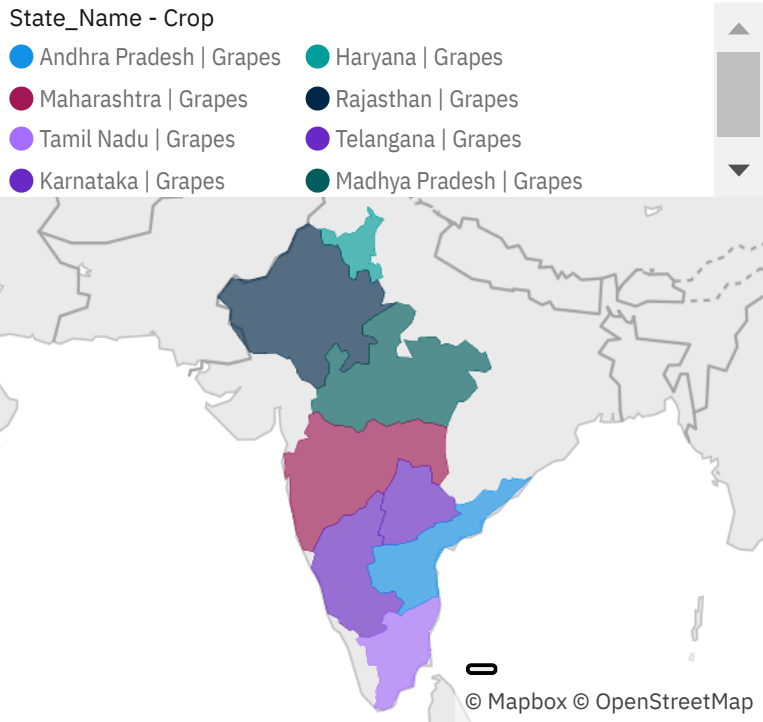 State_Name - Crop
Andhra Pradesh | Grapes Haryana | Grapes
Maharashtra | Grapes Rajasthan | Grapes
Tamil Nadu | Grapes Telangana | Grapes
Karnataka | Grapes Madhya Pradesh | Grapes
© Mapbox © OpenStreetMap